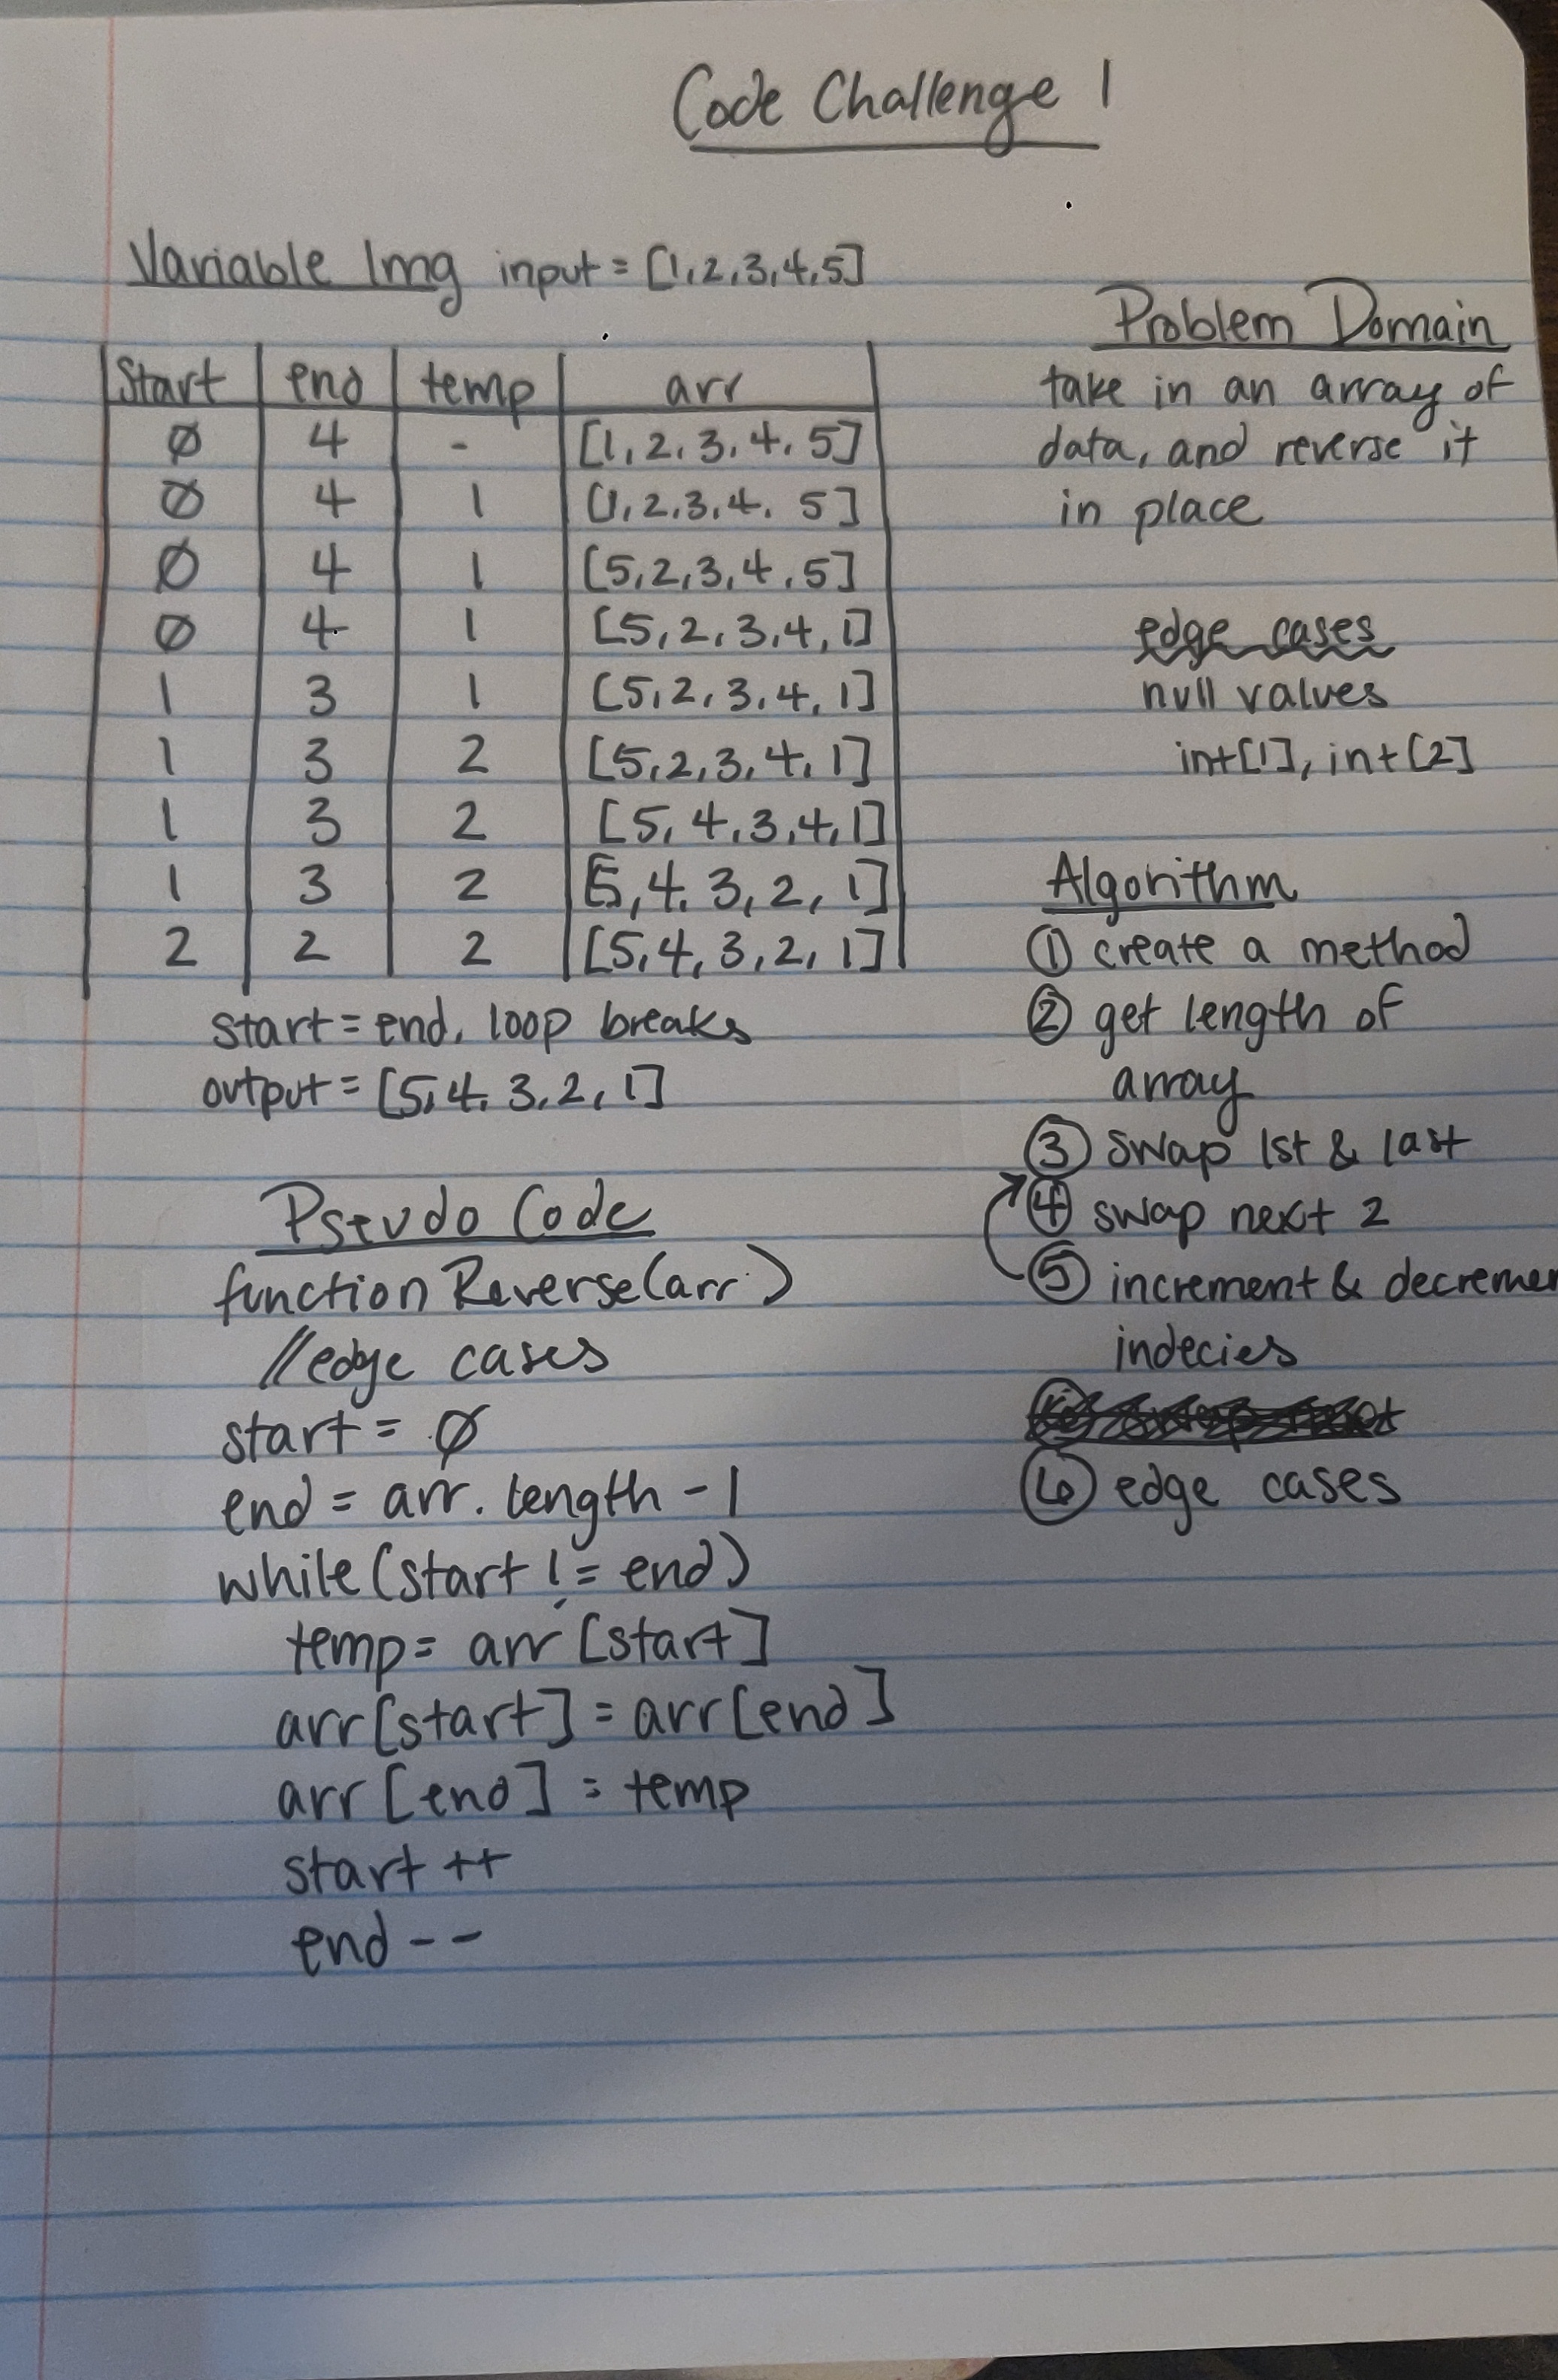 Code Challenge 1
Variable Img input = [1,2,3,4,5]
Start end temp arr
0 4 - [1,2,3,4,5]
0 4 1 [1,2,3,4,5]
0 4 1 [5,2,3,4,5]
0 4 1 [5,2,3,4,1]
1 3 1 [5,2,3,4,1]
1 3 2 [5,2,3,4,1]
1 3 2 [5,4,3,4,1]
1 3 2 [5,4,3,2,1]
2 2 2 [5,4,3,2,1]
start = end, loop breaks
output = [5,4,3,2,1]
Pseudo Code
function Reverse(arr)
//edge cases
start = 0
end = arr.length - 1
while(start != end)
temp = arr[start]
arr[start] = arr[end]
arr[end] = temp
start ++
end --
Problem Domain
take in an array of
data, and reverse it
in place
edge cases
null values
int[1], int[2]
Algorithm
① create a method
② get length of
array
③ swap 1st & last
④ swap next 2
⑤ increment & decremen
indecies
⑥ edge cases